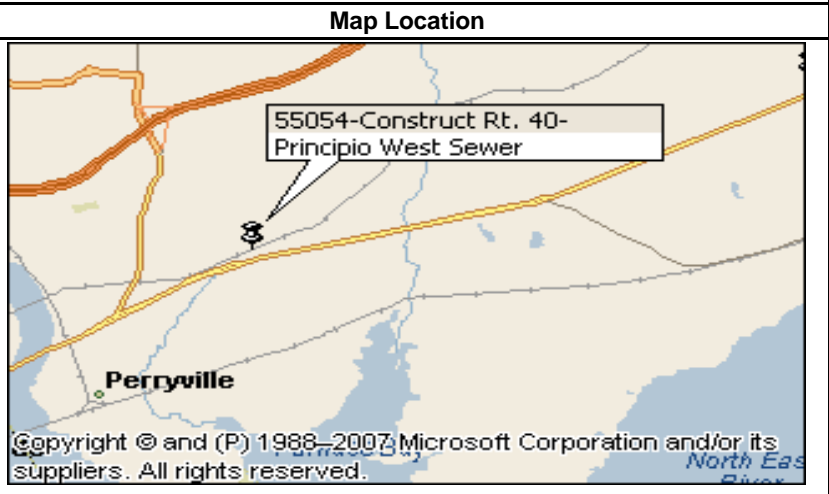 Map Location
55054-Construct Rt. 40-
Principio West Sewer
Perryville
Copyright © and (P) 1988–2007 Microsoft Corporation and/or its
suppliers. All rights reserved.
North Eas
River